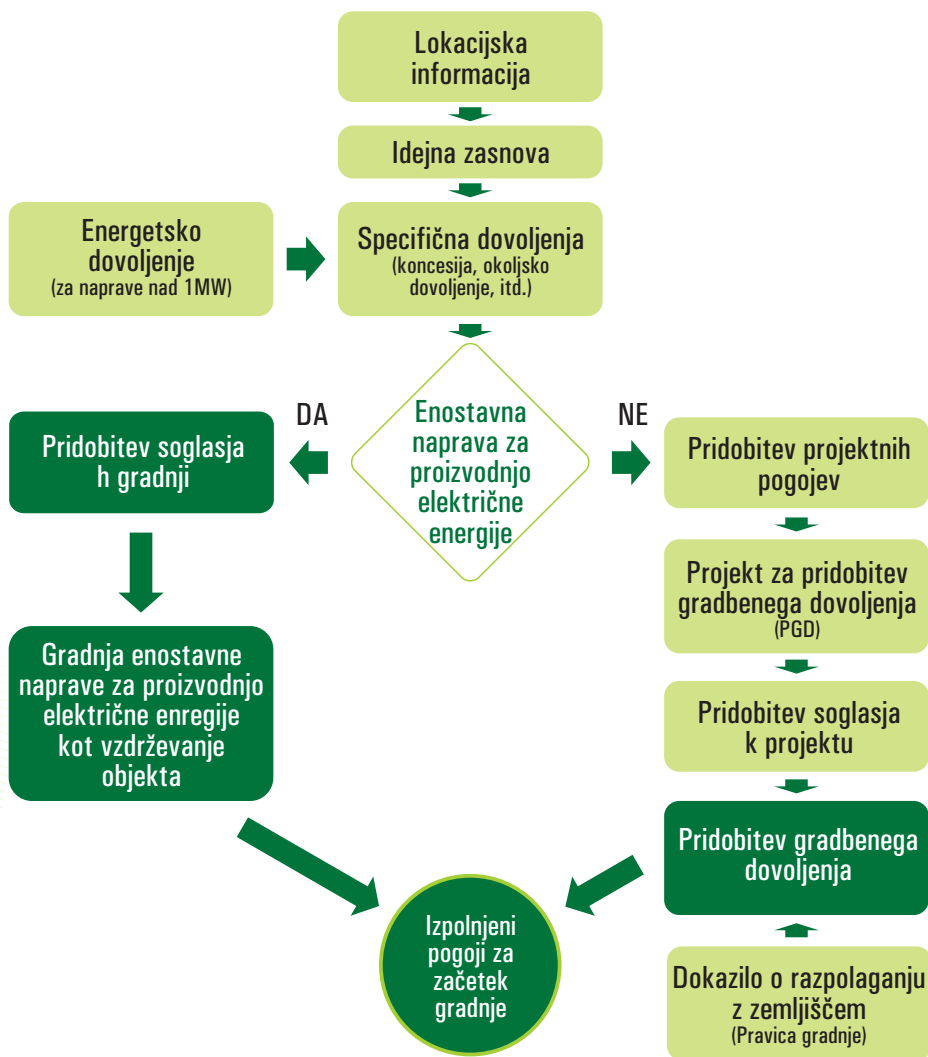 Lokacijska
informacija
Idejna zasnova
Energetsko
dovoljenje
(za naprave nad 1MW)
Specifična dovoljenja
(koncesija, okoljsko
dovoljenje, itd.)
DA
Enostavna
naprava za
proizvodnjo
električne
energije
NE
Pridobitev soglasja
h gradnji
Gradnja enostavne
naprave za proizvodnjo
električne enregije
kot vzdrževanje
objekta
Pridobitev projektnih
pogojev
Projekt za pridobitev
gradbenega dovoljenja
(PGD)
Pridobitev soglasja
k projektu
Pridobitev gradbenega
dovoljenja
Dokazilo o razpolaganju
z zemljiščem
(Pravica gradnje)
Izpolnjeni
pogoji za
začetek
gradnje